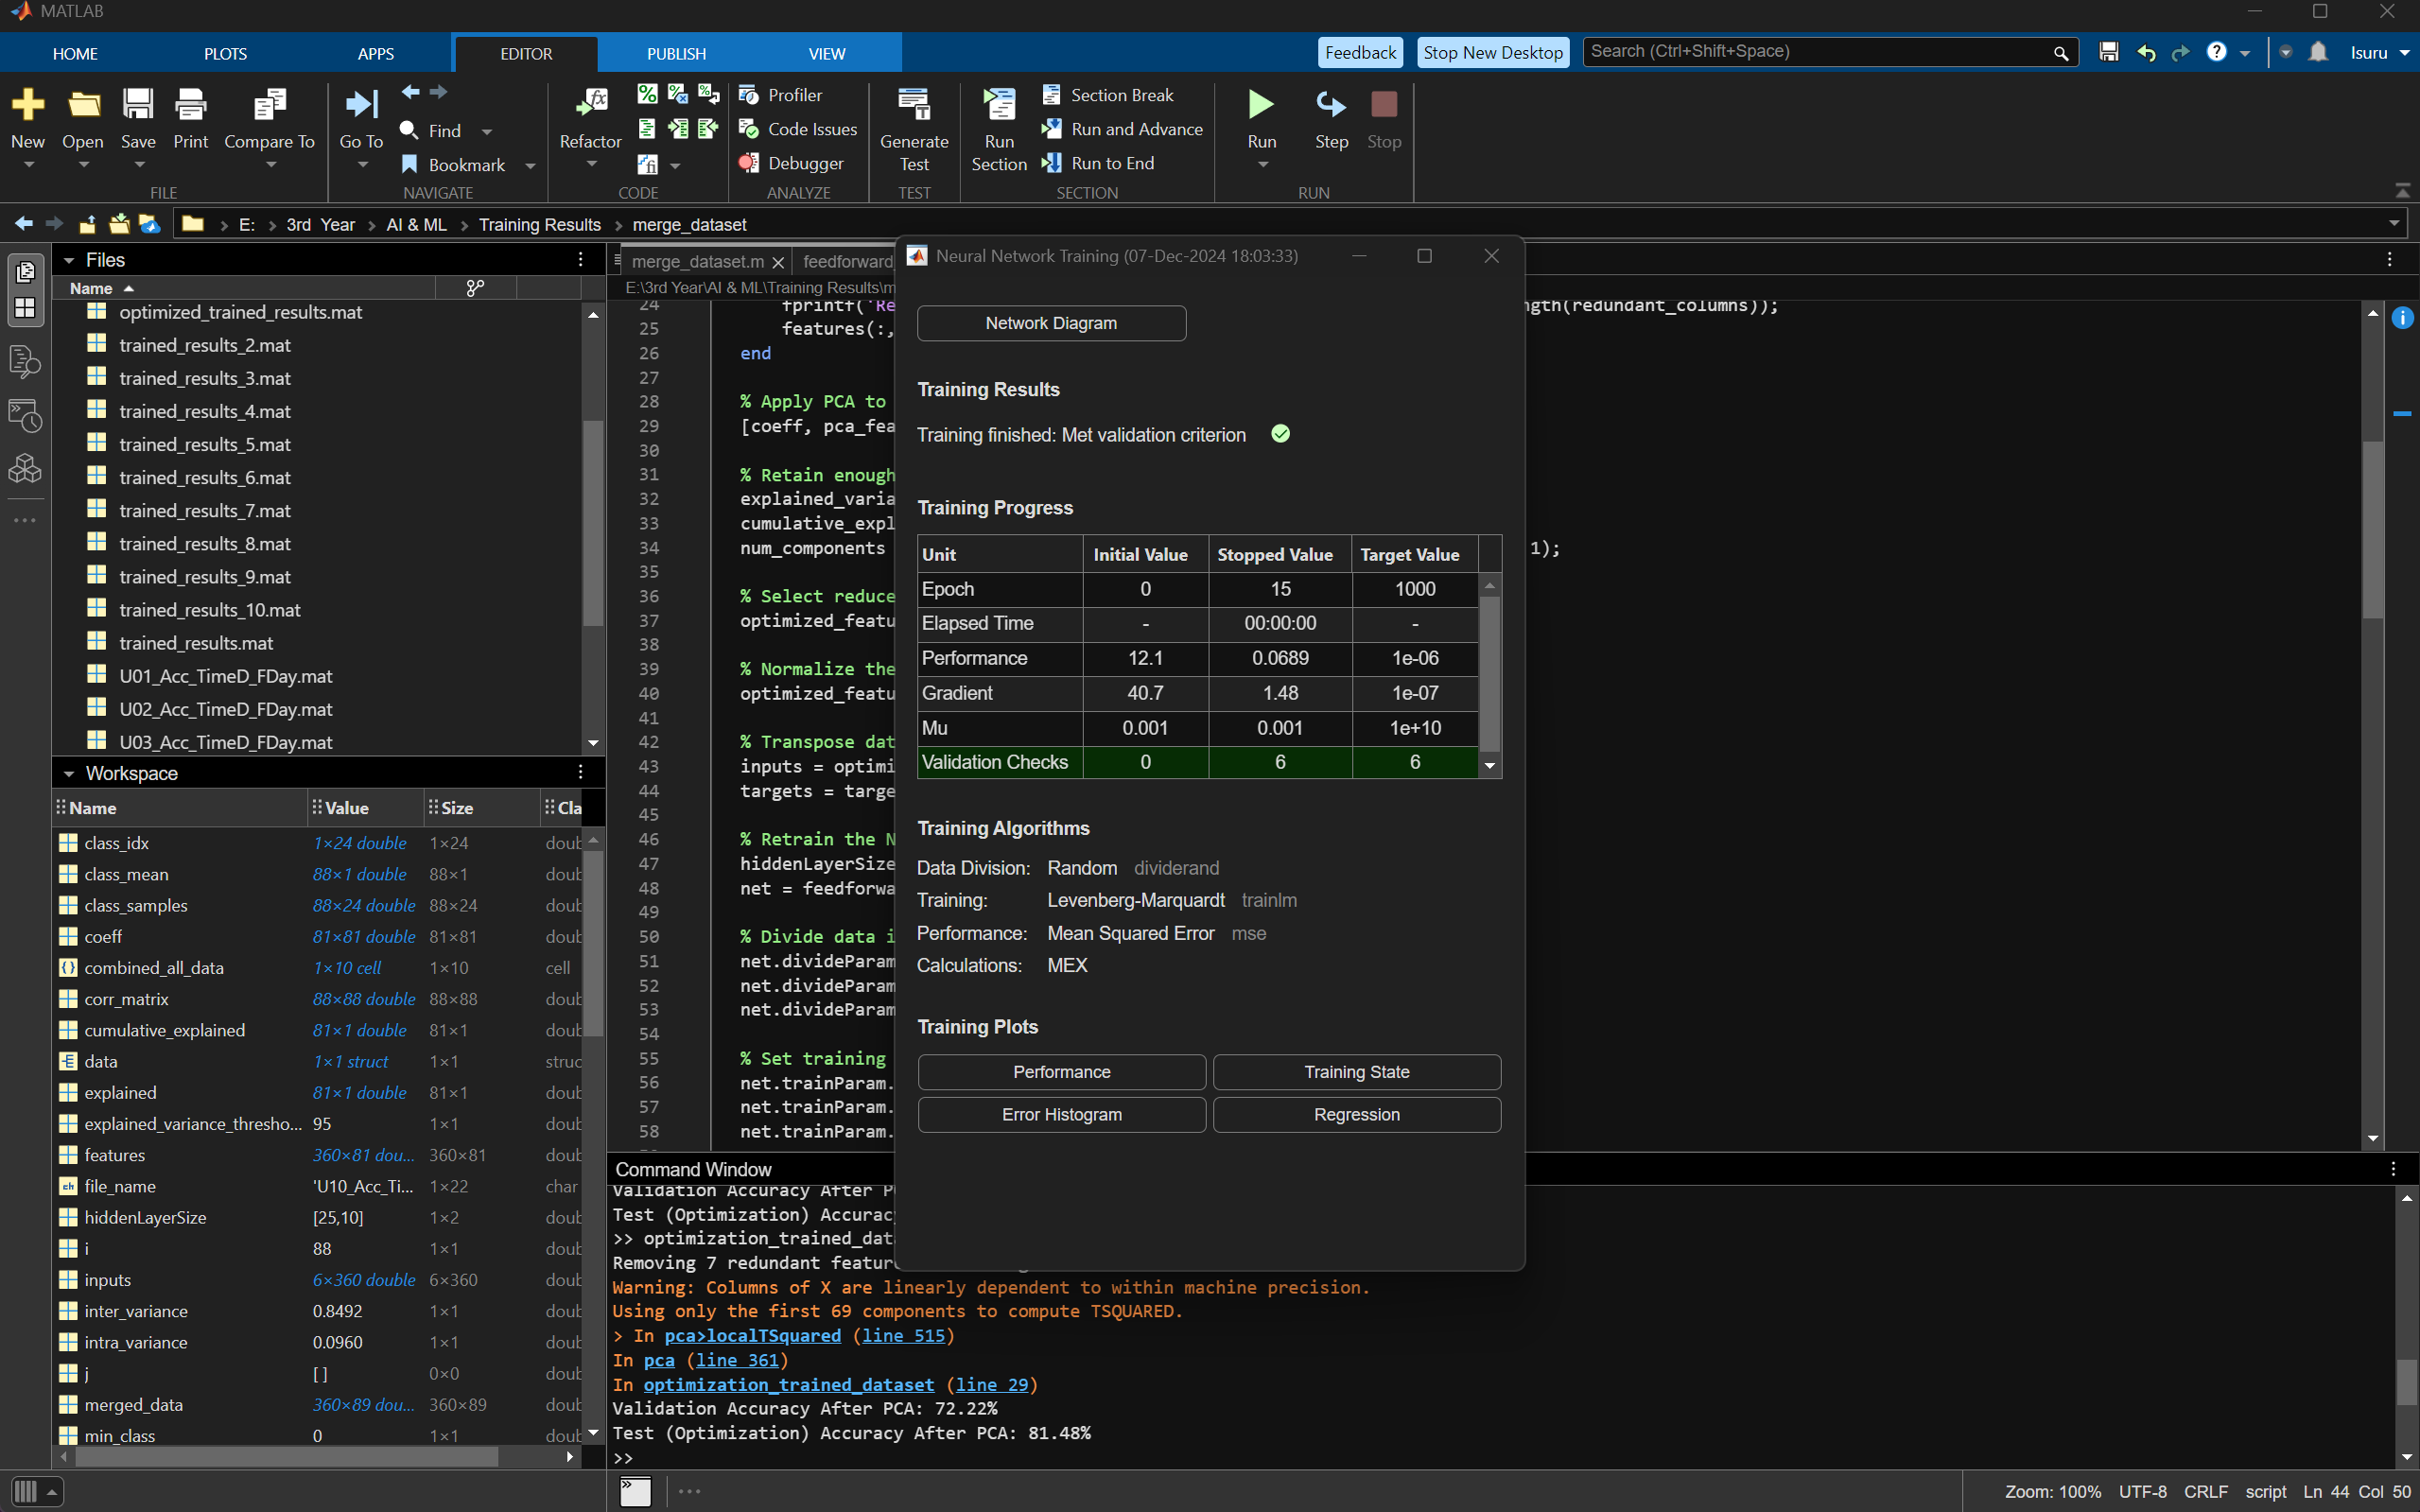 MATLAB
HOME PLOTS APPS EDITOR PUBLISH VIEW Feedback Stop New Desktop Search (Ctrl+Shift+Space) Isuru
New Open Save Print Compare To Go To Find Bookmark Refactor Profiler Code Issues Debugger Generate Test Run Section Section Break Run and Advance Run to End Run Step Stop
FILE NAVIGATE CODE ANALYZE TEST SECTION RUN
E: › 3rd Year › AI & ML › Training Results › merge_dataset
Files
Name
optimized_trained_results.mat
trained_results_2.mat
trained_results_3.mat
trained_results_4.mat
trained_results_5.mat
trained_results_6.mat
trained_results_7.mat
trained_results_8.mat
trained_results_9.mat
trained_results_10.mat
trained_results.mat
U01_Acc_TimeD_FDay.mat
U02_Acc_TimeD_FDay.mat
U03_Acc_TimeD_FDay.mat
Workspace
Name Value Size Cla
class_idx 1×24 double 1×24 doub
class_mean 88×1 double 88×1 doub
class_samples 88×24 double 88×24 doub
coeff 81×81 double 81×81 doub
combined_all_data 1×10 cell 1×10 cell
corr_matrix 88×88 double 88×88 doub
cumulative_explained 81×1 double 81×1 doub
data 1×1 struct 1×1 struc
explained 81×1 double 81×1 doub
explained_variance_thresho... 95 1×1 doub
features 360×81 dou... 360×81 doub
file_name 'U10_Acc_Ti... 1×22 char
hiddenLayerSize [25,10] 1×2 doub
i 88 1×1 doub
inputs 6×360 double 6×360 doub
inter_variance 0.8492 1×1 doub
intra_variance 0.0960 1×1 doub
j [] 0×0 doub
merged_data 360×89 dou... 360×89 doub
min_class 0 1×1 doub
merge_dataset.m feedforward
E:\3rd Year\AI & ML\Training Results\m
24 fprintf('Re ngth(redundant_columns));
25 features(:,
26 end
27
28 % Apply PCA to
29 [coeff, pca_fea
30
31 % Retain enough
32 explained_varia
33 cumulative_expl
34 num_components 1);
35
36 % Select reduce
37 optimized_featu
38
39 % Normalize the
40 optimized_featu
41
42 % Transpose dat
43 inputs = optimi
44 targets = targe
45
46 % Retrain the N
47 hiddenLayerSize
48 net = feedforwa
49
50 % Divide data i
51 net.divideParam
52 net.divideParam
53 net.divideParam
54
55 % Set training
56 net.trainParam.
57 net.trainParam.
58 net.trainParam.
Neural Network Training (07-Dec-2024 18:03:33)
Network Diagram
Training Results
Training finished: Met validation criterion
Training Progress
Unit Initial Value Stopped Value Target Value
Epoch 0 15 1000
Elapsed Time - 00:00:00 -
Performance 12.1 0.0689 1e-06
Gradient 40.7 1.48 1e-07
Mu 0.001 0.001 1e+10
Validation Checks 0 6 6
Training Algorithms
Data Division: Random dividerand
Training: Levenberg-Marquardt trainlm
Performance: Mean Squared Error mse
Calculations: MEX
Training Plots
Performance Training State
Error Histogram Regression
Command Window
Validation Accuracy After P
Test (Optimization) Accurac
>> optimization_trained_dat
Removing 7 redundant featur
Warning: Columns of X are linearly dependent to within machine precision.
Using only the first 69 components to compute TSQUARED.
> In pca>localTSquared (line 515)
In pca (line 361)
In optimization_trained_dataset (line 29)
Validation Accuracy After PCA: 72.22%
Test (Optimization) Accuracy After PCA: 81.48%
>>
Zoom: 100% UTF-8 CRLF script Ln 44 Col 50